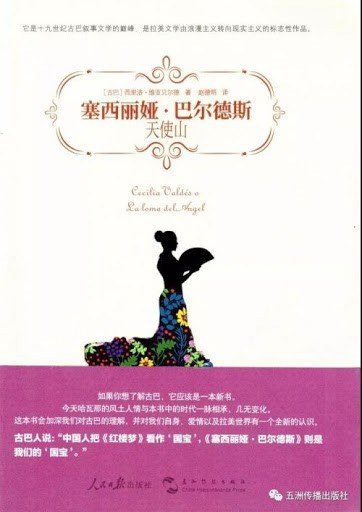 它是十九世纪古巴叙事文学的巅峰，是拉美文学由浪漫主义转向现实主义的标志性作品。
[古巴] 西里洛·维亚贝尔德 著 赵德明 译
塞西丽娅·巴尔德斯
天使山
Cecilia Valdés o
La loma del Angel
如果你想了解古巴，它应该是一本新书。
今天哈瓦那的风土人情与本书中的时代一脉相承，几无变化。
这本书会加深我们对古巴的理解，并对我们自身、爱情以及拉美世界有一个全新的认识。
古巴人说：“中国人把《红楼梦》看作‘国宝’，《塞西丽娅·巴尔德斯》则是
我们的‘国宝’。”
人民日报出版社
五洲传播出版社
China Intercontinental Press
五洲传播出版社